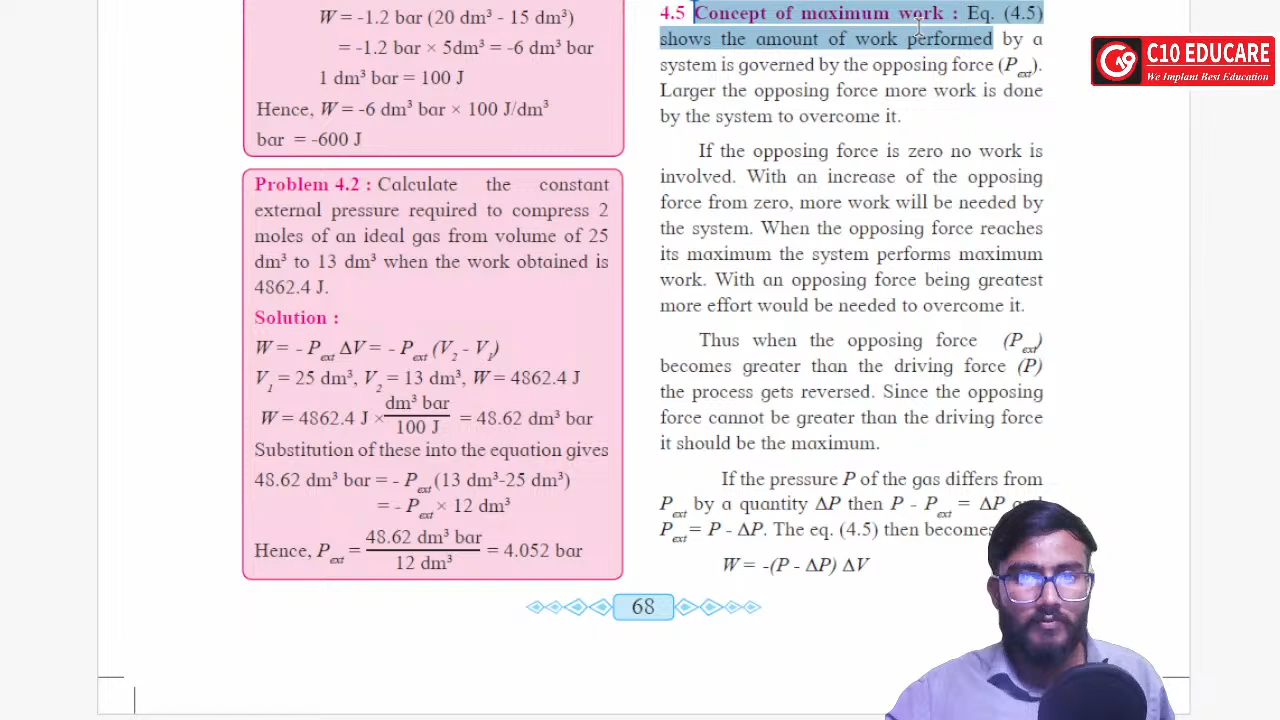 W = -1.2 bar (20 dm³ - 15 dm³)
= -1.2 bar × 5dm³ = -6 dm³ bar
1 dm³ bar = 100 J
Hence, W = -6 dm³ bar × 100 J/dm³
bar = -600 J
Problem 4.2 : Calculate the constant
external pressure required to compress 2
moles of an ideal gas from volume of 25
dm³ to 13 dm³ when the work obtained is
4862.4 J.
Solution :
W = - Pext ΔV = - Pext (V2 - V1)
V1 = 25 dm³, V2 = 13 dm³, W = 4862.4 J
W = 4862.4 J × dm³ bar / 100 J = 48.62 dm³ bar
Substitution of these into the equation gives
48.62 dm³ bar = - Pext (13 dm³-25 dm³)
= - Pext × 12 dm³
Hence, Pext = 48.62 dm³ bar / 12 dm³ = 4.052 bar
4.5 Concept of maximum work : Eq. (4.5)
shows the amount of work performed by a
system is governed by the opposing force (Pext).
Larger the opposing force more work is done
by the system to overcome it.
If the opposing force is zero no work is
involved. With an increase of the opposing
force from zero, more work will be needed by
the system. When the opposing force reaches
its maximum the system performs maximum
work. With an opposing force being greatest
more effort would be needed to overcome it.
Thus when the opposing force (Pext)
becomes greater than the driving force (P)
the process gets reversed. Since the opposing
force cannot be greater than the driving force
it should be the maximum.
If the pressure P of the gas differs from
Pext by a quantity ΔP then P - Pext = ΔP
Pext = P - ΔP. The eq. (4.5) then becomes
W = -(P - ΔP) ΔV
68
C10 EDUCARE
We Implant Best Education